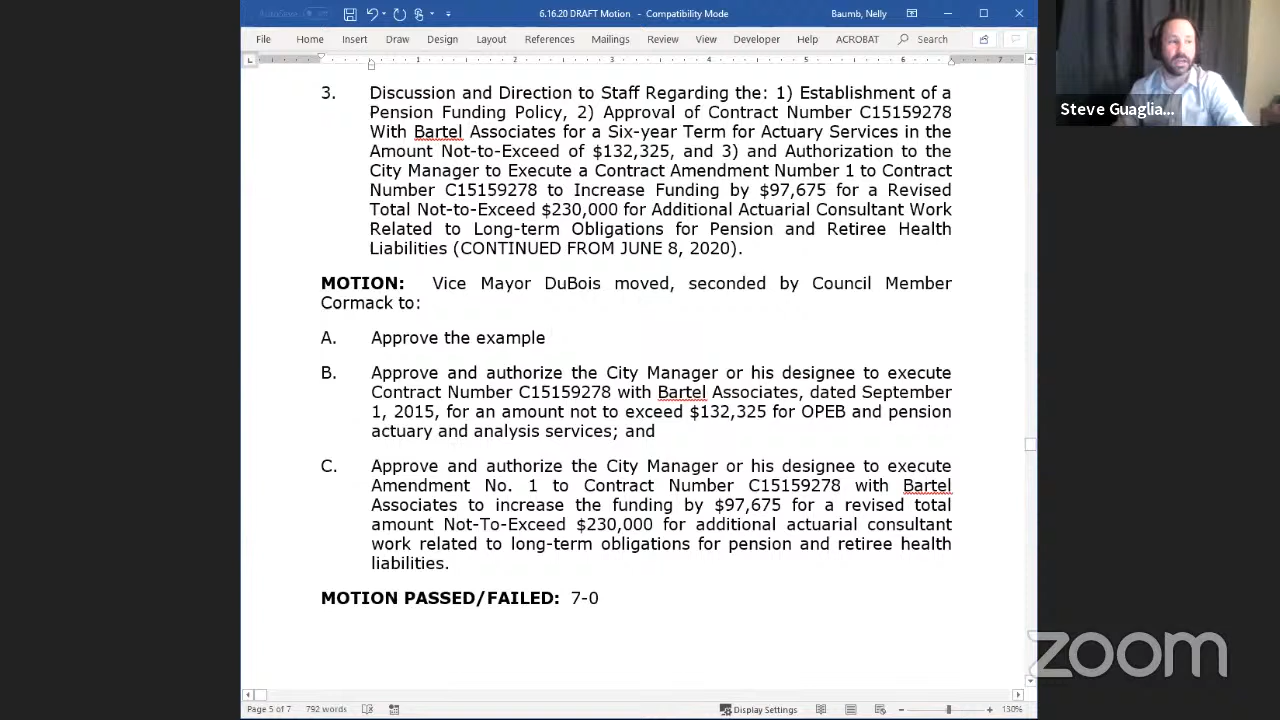 AutoSave
6.16.20 DRAFT Motion - Compatibility Mode
Baumb, Nelly
File Home Insert Draw Design Layout References Mailings Review View Developer Help ACROBAT Search
1 2 3 4 5 6 7
3. Discussion and Direction to Staff Regarding the: 1) Establishment of a
Pension Funding Policy, 2) Approval of Contract Number C15159278
With Bartel Associates for a Six-year Term for Actuary Services in the
Amount Not-to-Exceed of $132,325, and 3) and Authorization to the
City Manager to Execute a Contract Amendment Number 1 to Contract
Number C15159278 to Increase Funding by $97,675 for a Revised
Total Not-to-Exceed $230,000 for Additional Actuarial Consultant Work
Related to Long-term Obligations for Pension and Retiree Health
Liabilities (CONTINUED FROM JUNE 8, 2020).
MOTION: Vice Mayor DuBois moved, seconded by Council Member
Cormack to:
A. Approve the example
B. Approve and authorize the City Manager or his designee to execute
Contract Number C15159278 with Bartel Associates, dated September
1, 2015, for an amount not to exceed $132,325 for OPEB and pension
actuary and analysis services; and
C. Approve and authorize the City Manager or his designee to execute
Amendment No. 1 to Contract Number C15159278 with Bartel
Associates to increase the funding by $97,675 for a revised total
amount Not-To-Exceed $230,000 for additional actuarial consultant
work related to long-term obligations for pension and retiree health
liabilities.
MOTION PASSED/FAILED: 7-0
Page 5 of 7 792 words Display Settings 130%
Steve Guaglia...
zoom